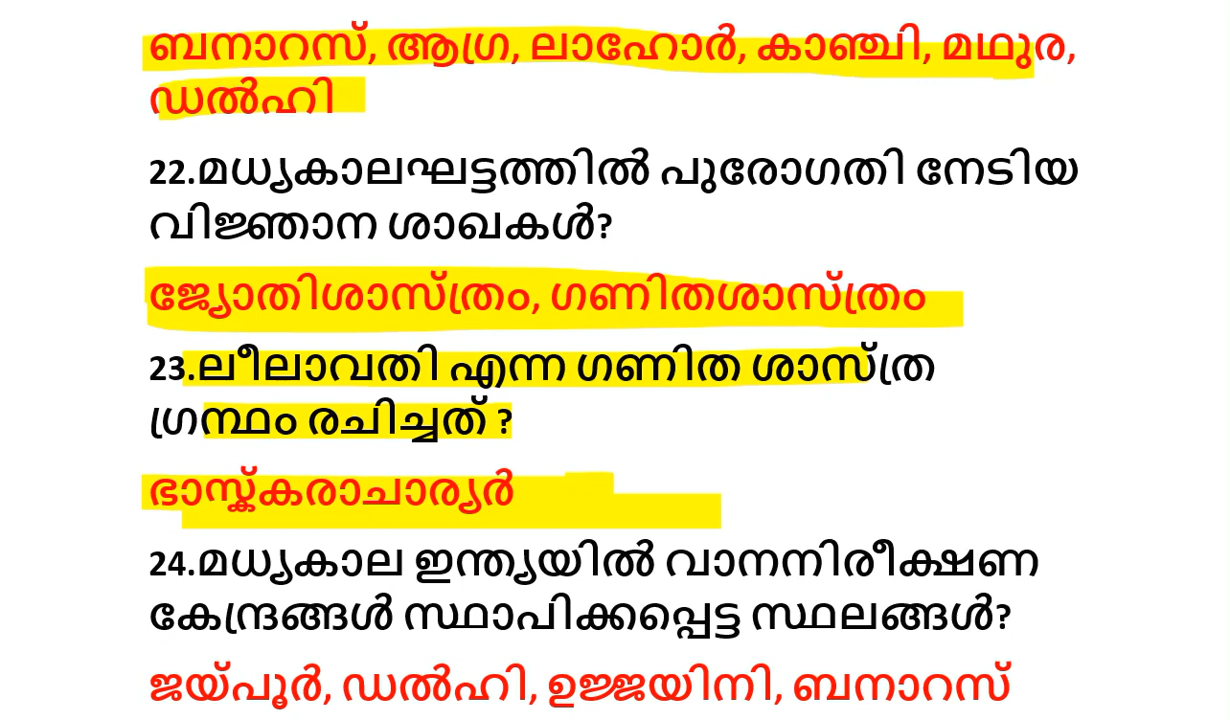 ബനാറസ്, ആഗ്ര, ലാഹോർ, കാഞ്ചി, മഥുര,
ഡൽഹി
22.മധ്യകാലഘട്ടത്തിൽ പുരോഗതി നേടിയ
വിജ്ഞാന ശാഖകൾ?
ജ്യോതിശാസ്ത്രം, ഗണിതശാസ്ത്രം
23.ലീലാവതി എന്ന ഗണിത ശാസ്ത്ര
ഗ്രന്ഥം രചിച്ചത് ?
ഭാസ്ക്കരാചാര്യർ
24.മധ്യകാല ഇന്ത്യയിൽ വാനനിരീക്ഷണ
കേന്ദ്രങ്ങൾ സ്ഥാപിക്കപ്പെട്ട സ്ഥലങ്ങൾ?
ജയ്പൂർ, ഡൽഹി, ഉജ്ജയിനി, ബനാറസ്